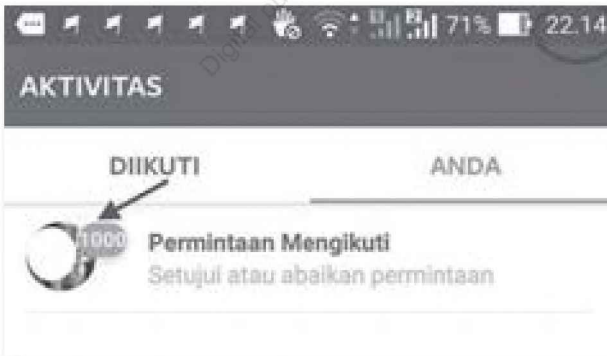 71% 22.14
AKTIVITAS
DIIKUTI ANDA
1000 Permintaan Mengikuti
Setujui atau abaikan permintaan